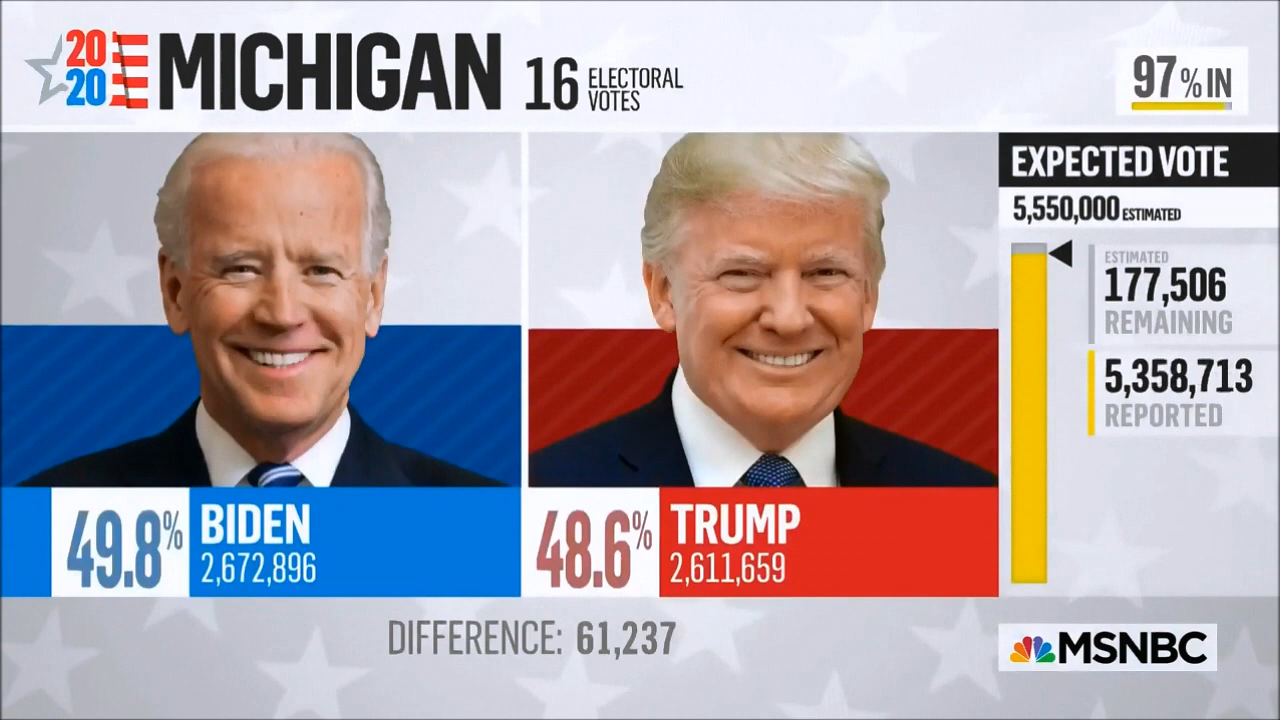 2020
MICHIGAN
16 ELECTORAL VOTES
97% IN
EXPECTED VOTE
5,550,000 ESTIMATED
ESTIMATED
177,506
REMAINING
5,358,713
REPORTED
49.8% BIDEN
2,672,896
48.6% TRUMP
2,611,659
DIFFERENCE: 61,237
MSNBC